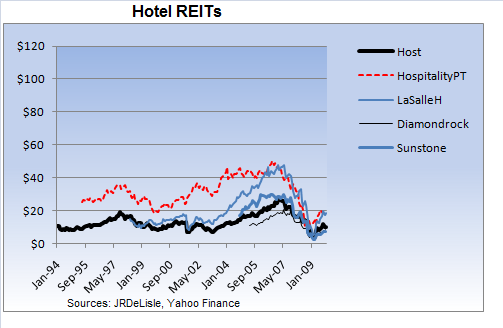 Hotel REITs
$120
$100
$80
$60
$40
$20
$0
Jan-94
Sep-95
May-97
Jan-99
Sep-00
May-02
Jan-04
Sep-05
May-07
Jan-09
Host
HospitalityPT
LaSalleH
Diamondrock
Sunstone
Sources: JRDeLisle, Yahoo Finance